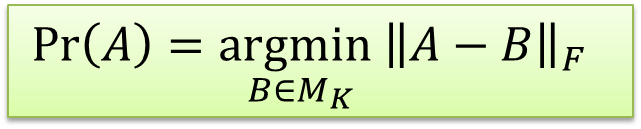 Pr(A) = argmin ‖A − B‖_F
B∈M_K